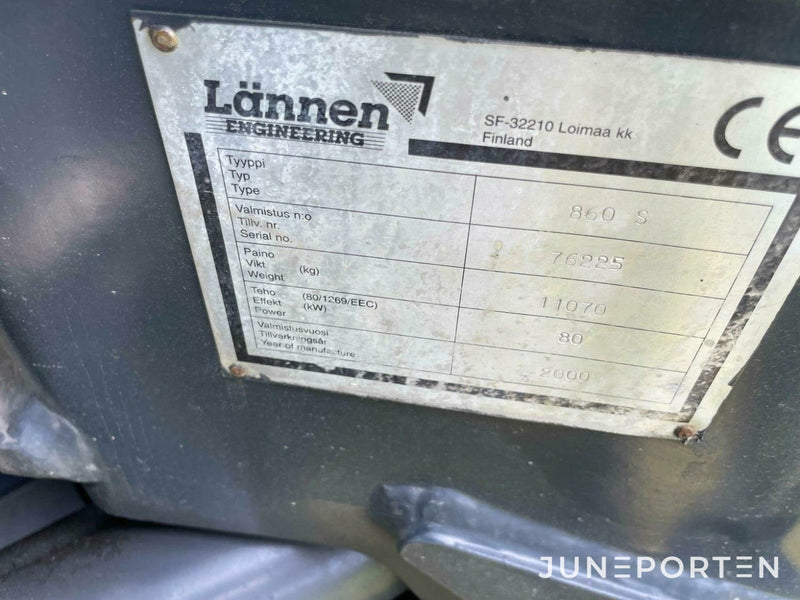 Lännen
ENGINEERING
SF-32210 Loimaa kk
Finland
CE
Tyyppi
Typ
Type
860 S
Valmistus n:o
Tillv. nr.
Serial no.
76225
Paino
Vikt (kg)
Weight
11070
Teho (80/1269/EEC)
Effekt (kW)
Power
80
Valmistusvuosi
Tillverkningsår
Year of manufacture
2000
JUNEPORTEN